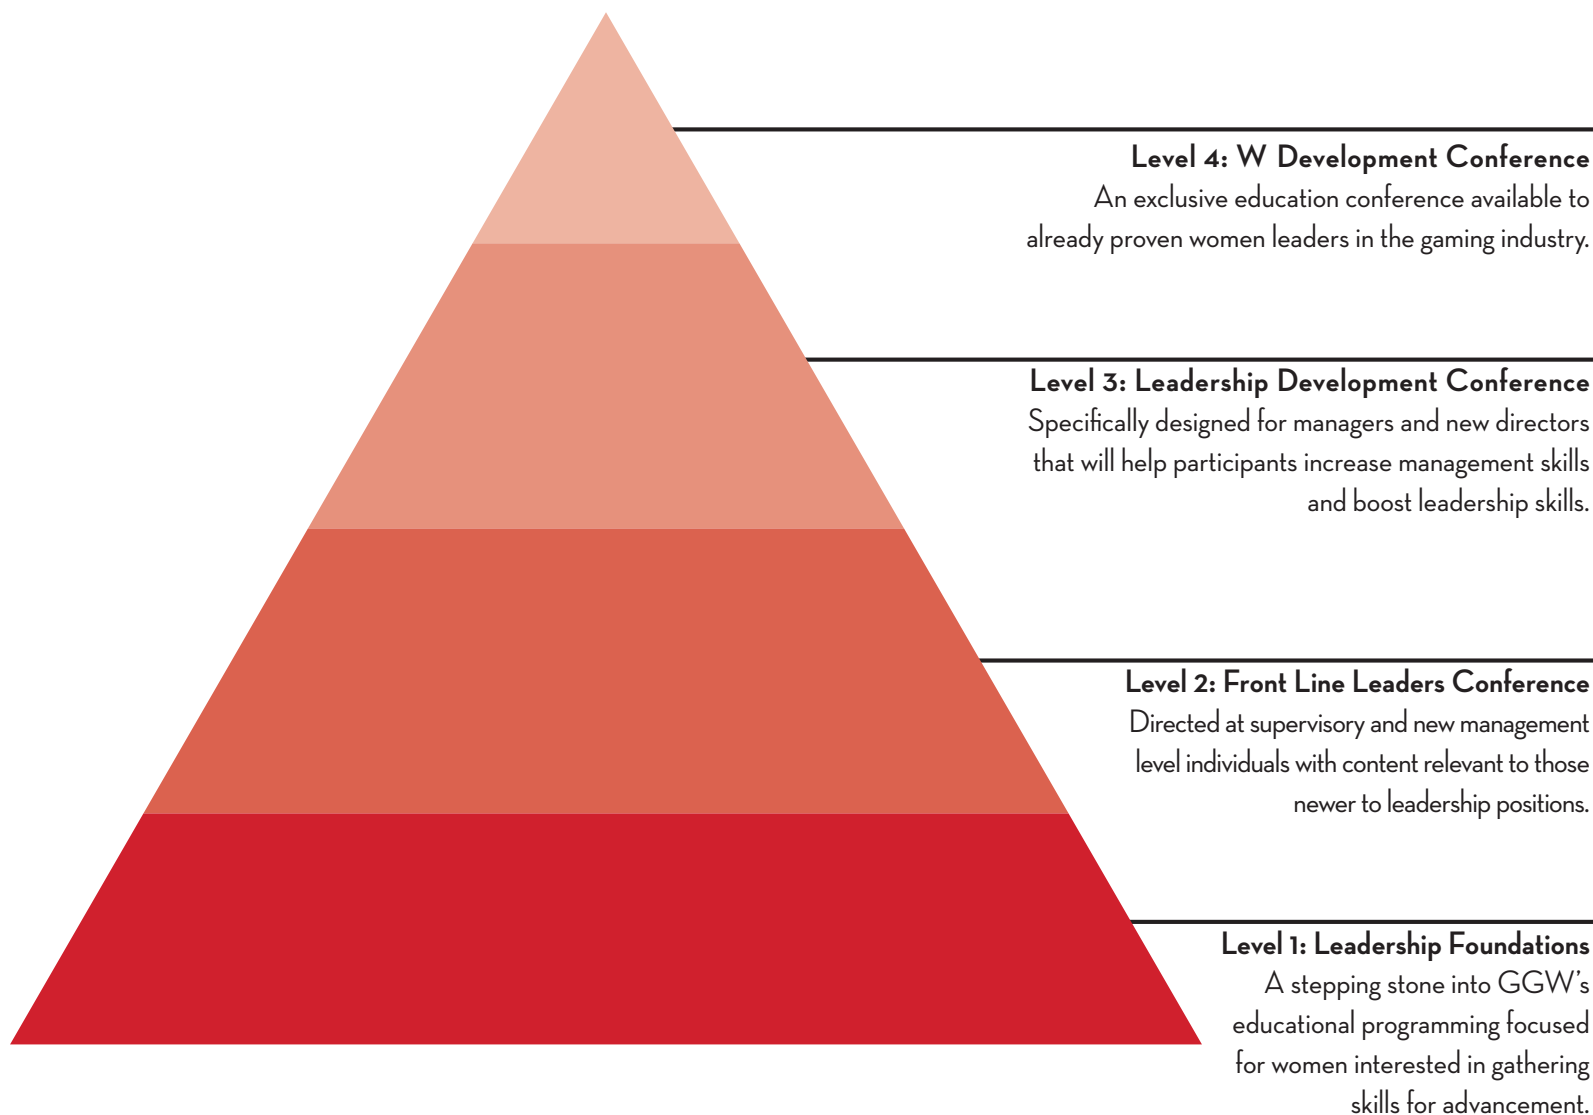 Level 4: W Development Conference
An exclusive education conference available to
already proven women leaders in the gaming industry.
Level 3: Leadership Development Conference
Specifically designed for managers and new directors
that will help participants increase management skills
and boost leadership skills.
Level 2: Front Line Leaders Conference
Directed at supervisory and new management
level individuals with content relevant to those
newer to leadership positions.
Level 1: Leadership Foundations
A stepping stone into GGW's
educational programming focused
for women interested in gathering
skills for advancement.